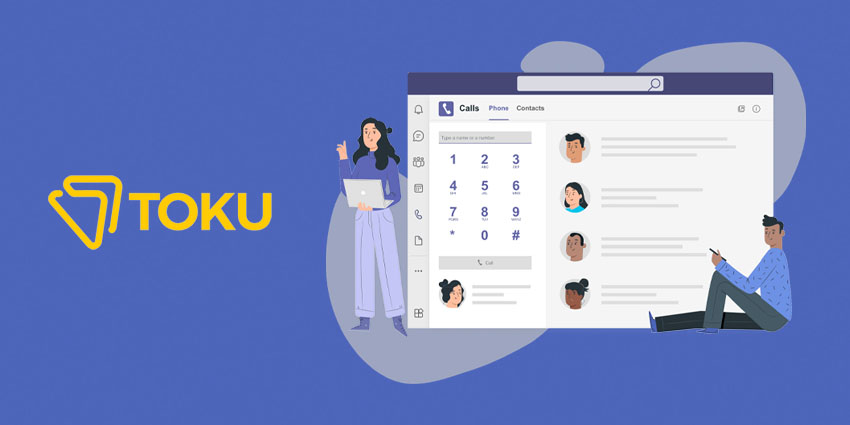 TOKU
Calls Phone Contacts
Type a name or a number
1 2 3
ABC DEF
4 5 6
GHI JKL MNO
7 8 9
PQRS TUV WXYZ
* 0 #
Call